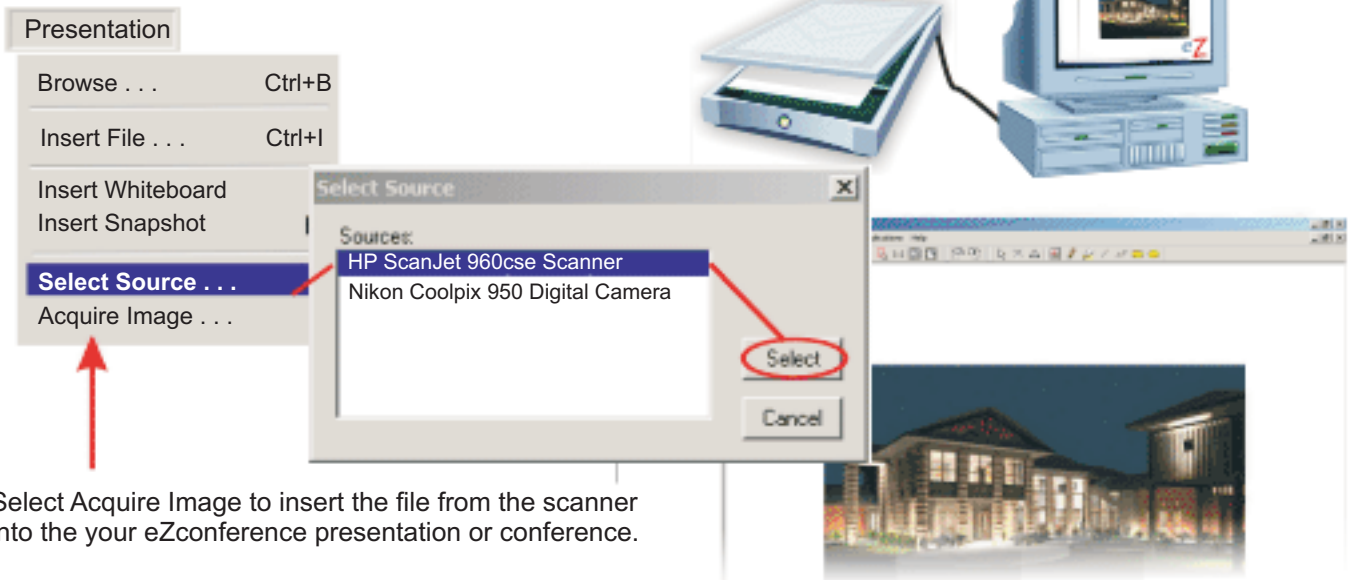 Presentation
Browse . . . Ctrl+B
Insert File . . . Ctrl+I
Insert Whiteboard
Insert Snapshot
Select Source . . .
Acquire Image . . .
Select Source
Sources:
HP ScanJet 960cse Scanner
Nikon Coolpix 950 Digital Camera
Select
Cancel
eZ
Help
Select Acquire Image to insert the file from the scanner
nto the your eZconference presentation or conference.